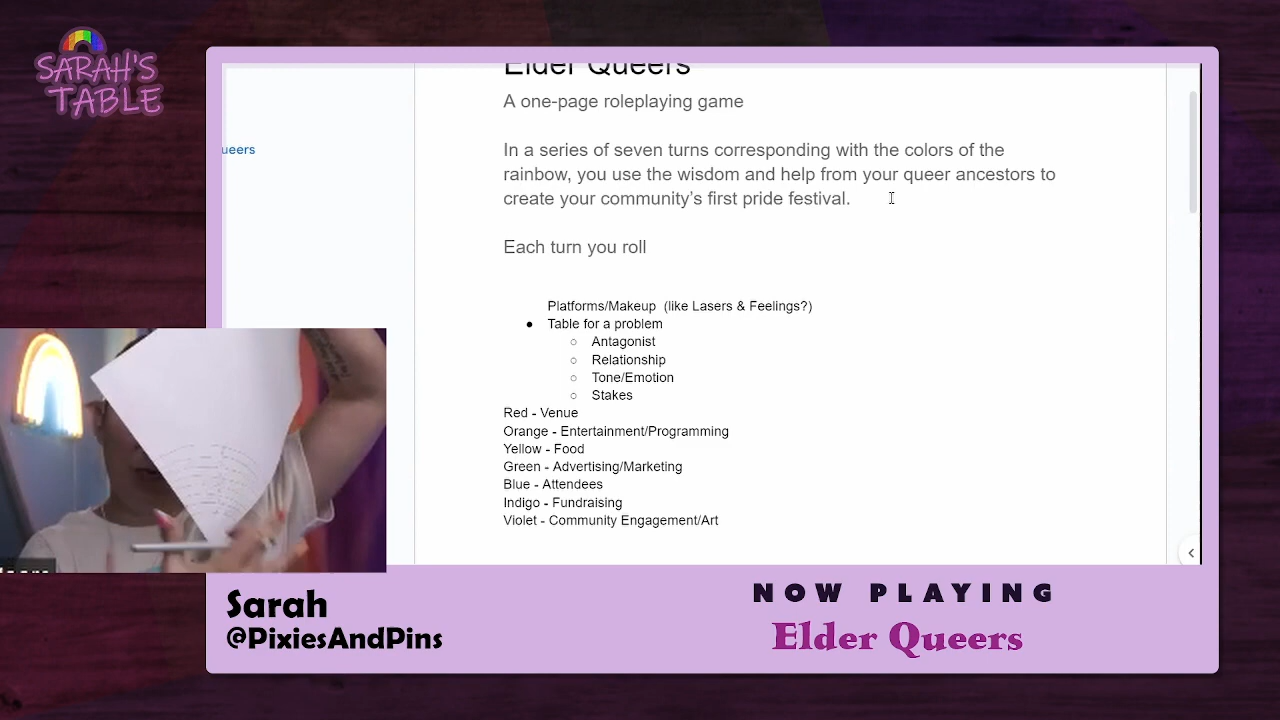 SARAH'S
TABLE
Elder Queers
A one-page roleplaying game
ueers
In a series of seven turns corresponding with the colors of the
rainbow, you use the wisdom and help from your queer ancestors to
create your community's first pride festival.
Each turn you roll
Platforms/Makeup (like Lasers & Feelings?)
● Table for a problem
○ Antagonist
○ Relationship
○ Tone/Emotion
○ Stakes
Red - Venue
Orange - Entertainment/Programming
Yellow - Food
Green - Advertising/Marketing
Blue - Attendees
Indigo - Fundraising
Violet - Community Engagement/Art
Sarah
@PixiesAndPins
NOW PLAYING
Elder Queers